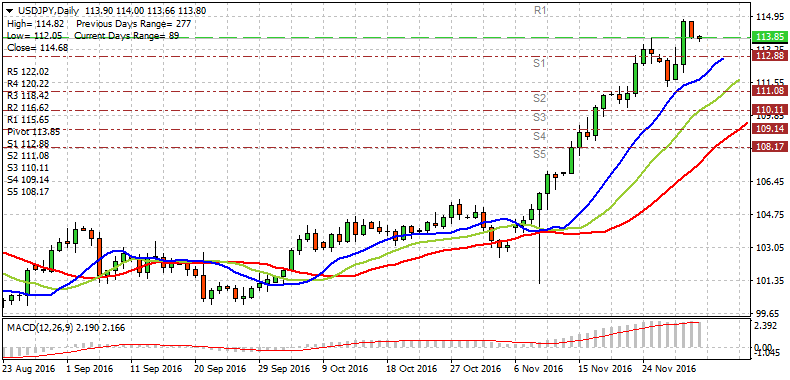 USDJPY,Daily 113.90 114.00 113.66 113.80
High= 114.82 Previous Days Range= 277
Low= 112.05 Current Days Range= 89
Close= 114.68
R5 122.02
R4 120.22
R3 118.42
R2 116.62
R1 115.65
Pivot 113.85
S1 112.88
S2 111.08
S3 110.11
S4 109.14
S5 108.17
R1
S1
S2
S3
S4
S5
114.95
113.85
113.25
112.88
111.55
111.08
110.11
109.85
109.14
108.17
106.45
104.75
103.05
101.35
99.65
MACD(12,26,9) 2.190 2.166
2.392
0.00
-1.045
23 Aug 2016 1 Sep 2016 11 Sep 2016 20 Sep 2016 29 Sep 2016 9 Oct 2016 18 Oct 2016 27 Oct 2016 6 Nov 2016 15 Nov 2016 24 Nov 2016